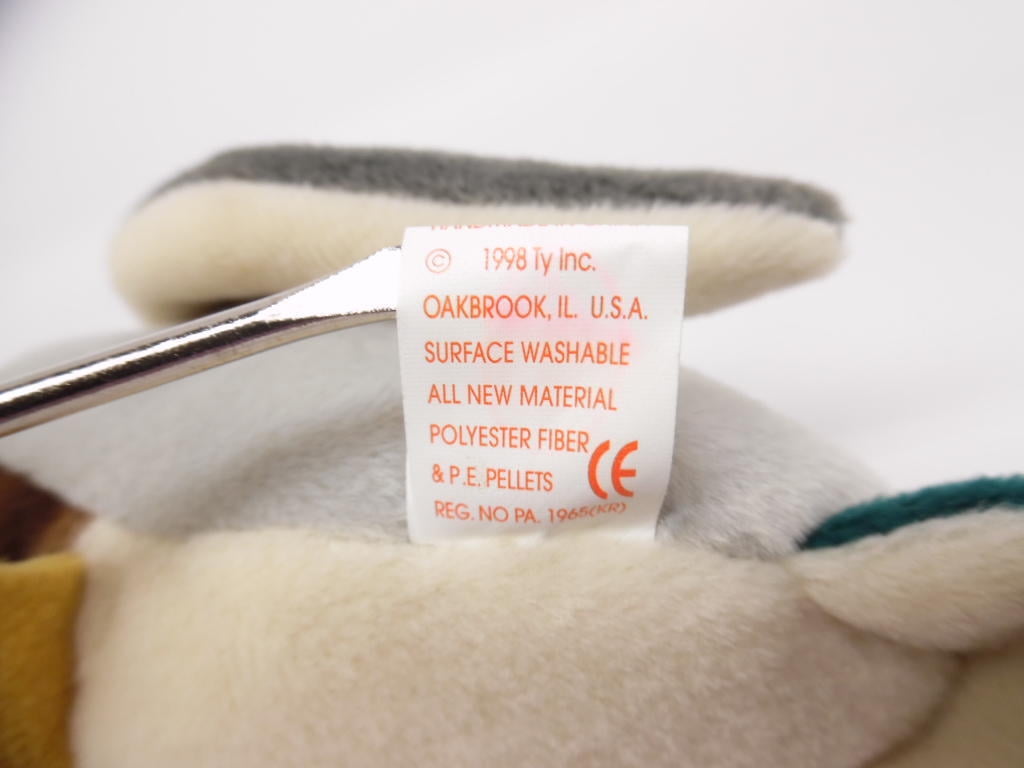 © 1998 Ty Inc.
OAKBROOK, IL. U.S.A.
SURFACE WASHABLE
ALL NEW MATERIAL
POLYESTER FIBER
& P.E. PELLETS CE
REG. NO PA. 1965(KR)